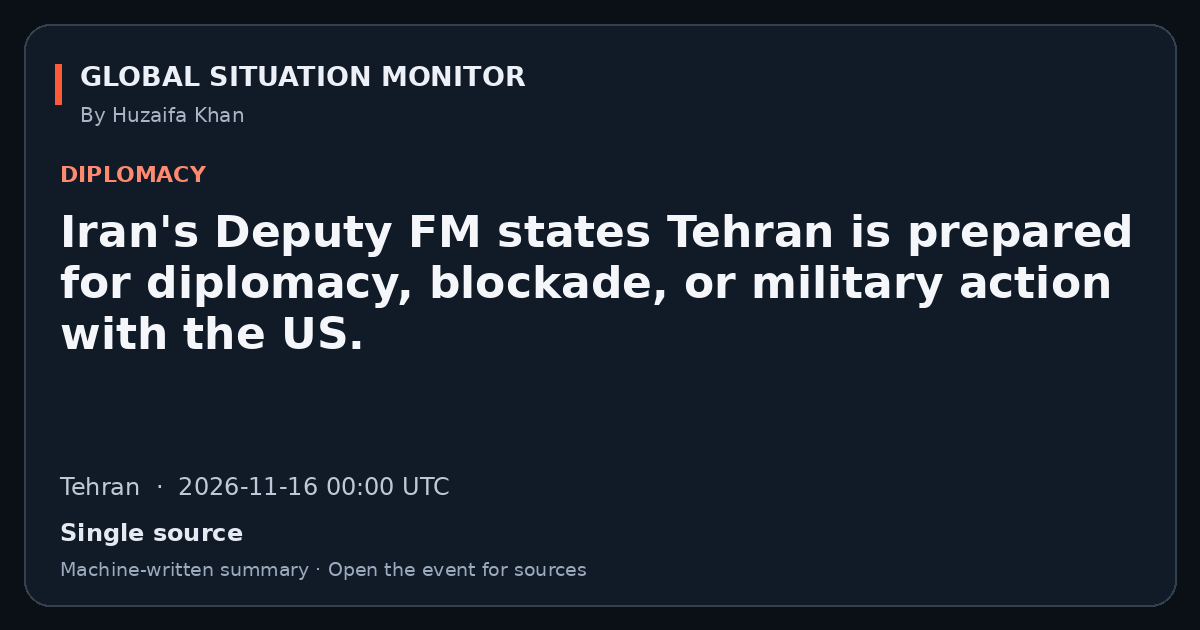 GLOBAL SITUATION MONITOR
By Huzaifa Khan
DIPLOMACY
Iran's Deputy FM states Tehran is prepared
for diplomacy, blockade, or military action
with the US.
Tehran · 2026-11-16 00:00 UTC
Single source
Machine-written summary · Open the event for sources